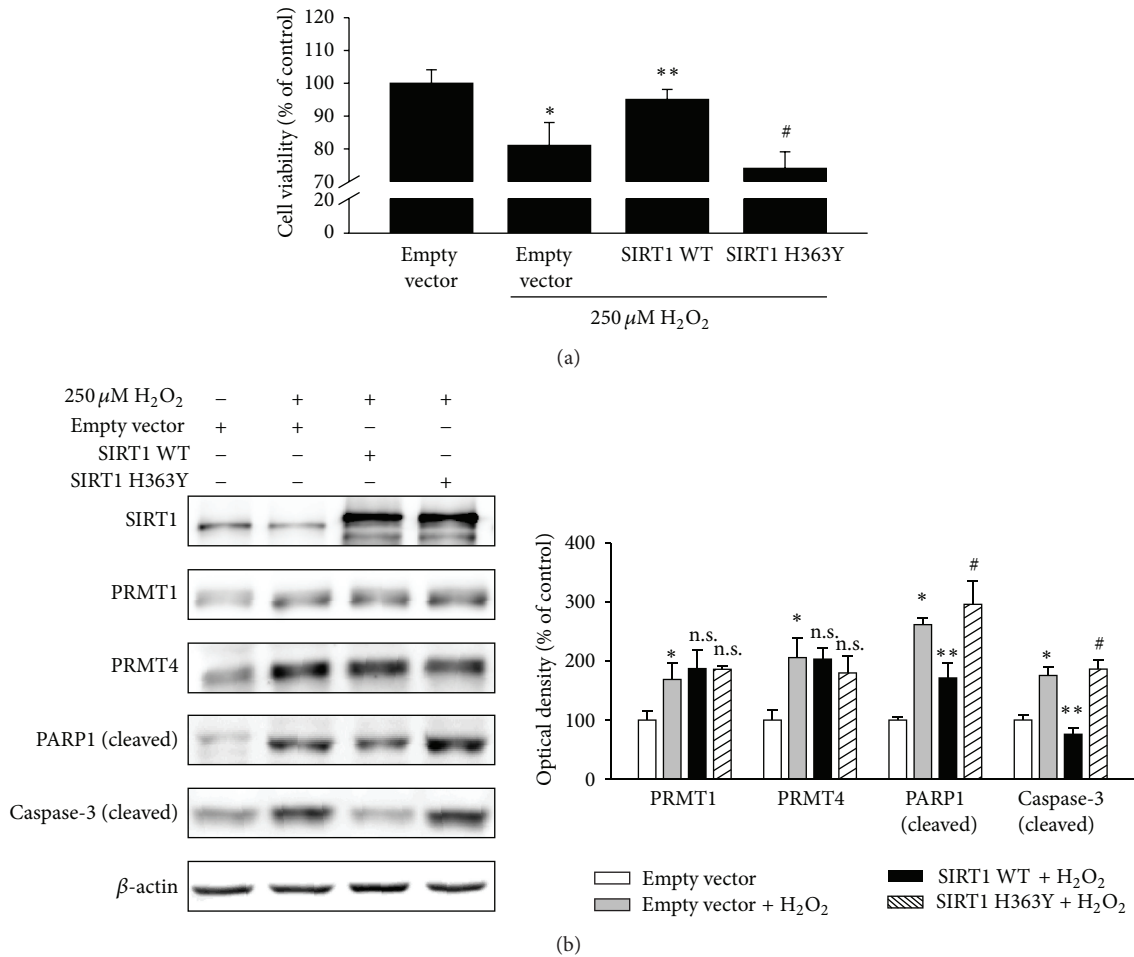 Cell viability (% of control)
120
110
100
90
80
70
20
0
*
**
#
Empty vector
Empty vector
SIRT1 WT
SIRT1 H363Y
250 μM H₂O₂
(a)
250 μM H₂O₂ − + + +
Empty vector + + − −
SIRT1 WT − − + −
SIRT1 H363Y − − − +
SIRT1
PRMT1
PRMT4
PARP1 (cleaved)
Caspase-3 (cleaved)
β-actin
Optical density (% of control)
400
300
200
100
0
* n.s. n.s.
* n.s. n.s.
* ** #
* ** #
PRMT1
PRMT4
PARP1
(cleaved)
Caspase-3
(cleaved)
Empty vector
Empty vector + H₂O₂
SIRT1 WT + H₂O₂
SIRT1 H363Y + H₂O₂
(b)